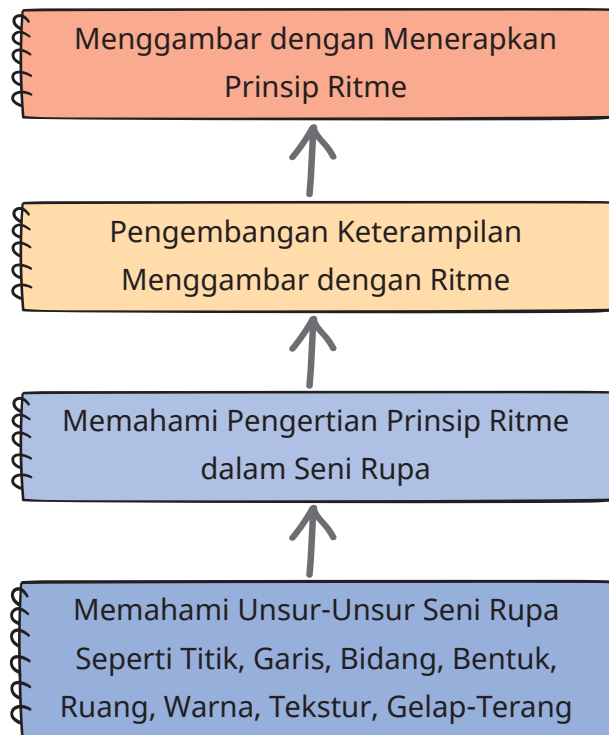 Menggambar dengan Menerapkan
Prinsip Ritme
Pengembangan Keterampilan
Menggambar dengan Ritme
Memahami Pengertian Prinsip Ritme
dalam Seni Rupa
Memahami Unsur-Unsur Seni Rupa
Seperti Titik, Garis, Bidang, Bentuk,
Ruang, Warna, Tekstur, Gelap-Terang